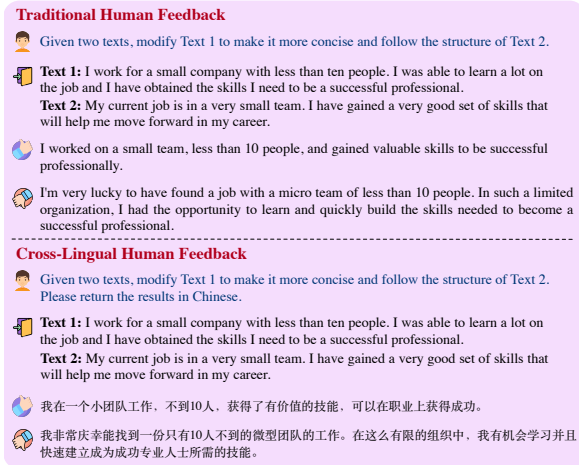 Traditional Human Feedback
Given two texts, modify Text 1 to make it more concise and follow the structure of Text 2.
Text 1: I work for a small company with less than ten people. I was able to learn a lot on
the job and I have obtained the skills I need to be a successful professional.
Text 2: My current job is in a very small team. I have gained a very good set of skills that
will help me move forward in my career.
I worked on a small team, less than 10 people, and gained valuable skills to be successful
professionally.
I'm very lucky to have found a job with a micro team of less than 10 people. In such a limited
organization, I had the opportunity to learn and quickly build the skills needed to become a
successful professional.
Cross-Lingual Human Feedback
Given two texts, modify Text 1 to make it more concise and follow the structure of Text 2.
Please return the results in Chinese.
Text 1: I work for a small company with less than ten people. I was able to learn a lot on
the job and I have obtained the skills I need to be a successful professional.
Text 2: My current job is in a very small team. I have gained a very good set of skills that
will help me move forward in my career.
我在一个小团队工作，不到10人，获得了有价值的技能，可以在职业上获得成功。
我非常庆幸能找到一份只有10人不到的微型团队的工作。在这么有限的组织中，我有机会学习并且
快速建立成为成功专业人士所需的技能。